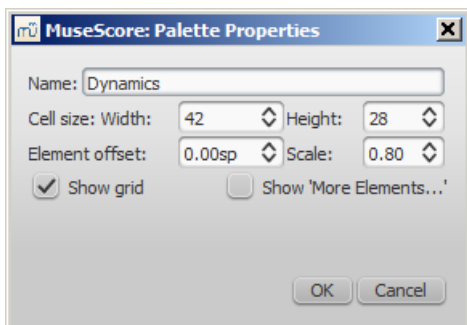 mü MuseScore: Palette Properties
Name: Dynamics
Cell size: Width: 42 Height: 28
Element offset: 0.00sp Scale: 0.80
Show grid Show 'More Elements...'
OK Cancel